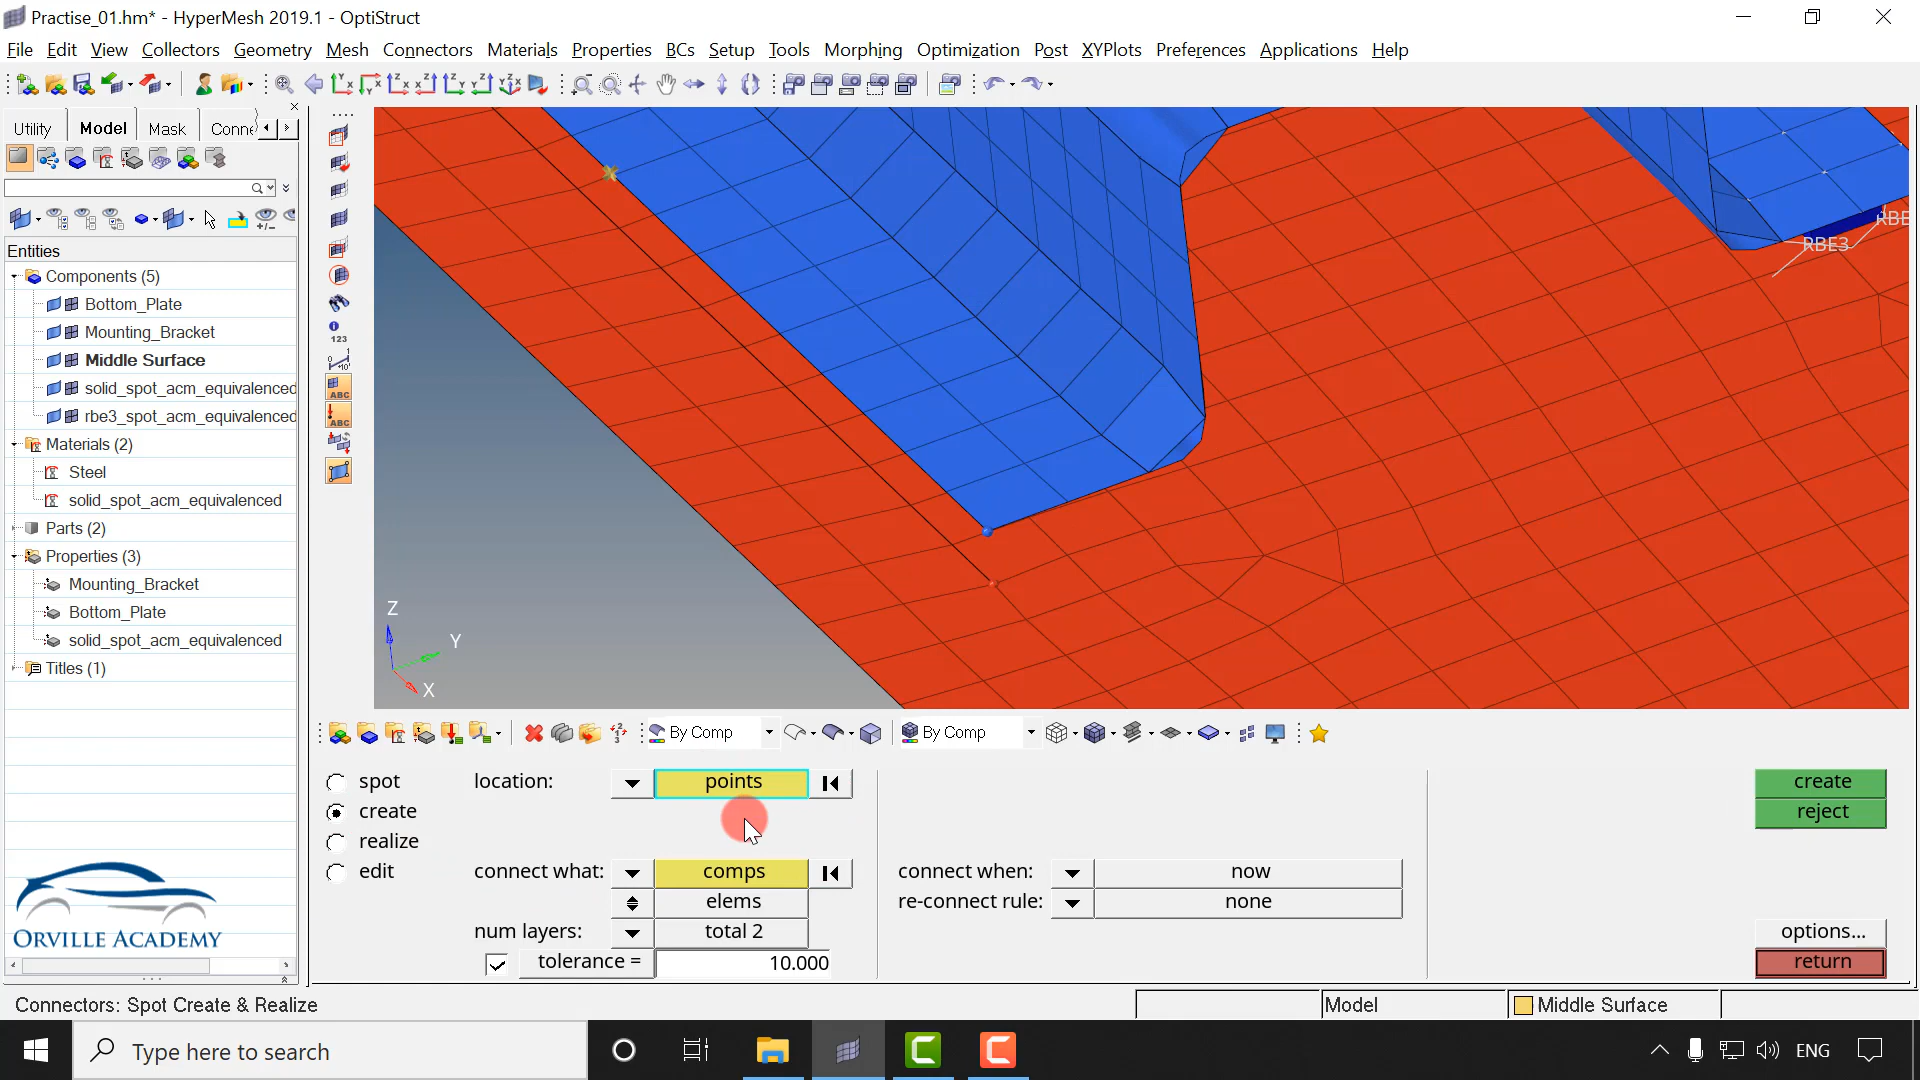 Practise_01.hm* - HyperMesh 2019.1 - OptiStruct
File Edit View Collectors Geometry Mesh Connectors Materials Properties BCs Setup Tools Morphing Optimization Post XYPlots Preferences Applications Help
Utility Model Mask Conne
Entities
Components (5)
Bottom_Plate
Mounting_Bracket
Middle Surface
solid_spot_acm_equivalenced
rbe3_spot_acm_equivalenced
Materials (2)
Steel
solid_spot_acm_equivalenced
Parts (2)
Properties (3)
Mounting_Bracket
Bottom_Plate
solid_spot_acm_equivalenced
Titles (1)
123
ABC
ABC
RBE
RBE3
Z
Y
X
By Comp By Comp
spot location: points create
create reject
realize
edit connect what: comps connect when: now
elems re-connect rule: none
num layers: total 2 options...
tolerance = 10.000 return
ORVILLE ACADEMY
Connectors: Spot Create & Realize Model Middle Surface
Type here to search ENG